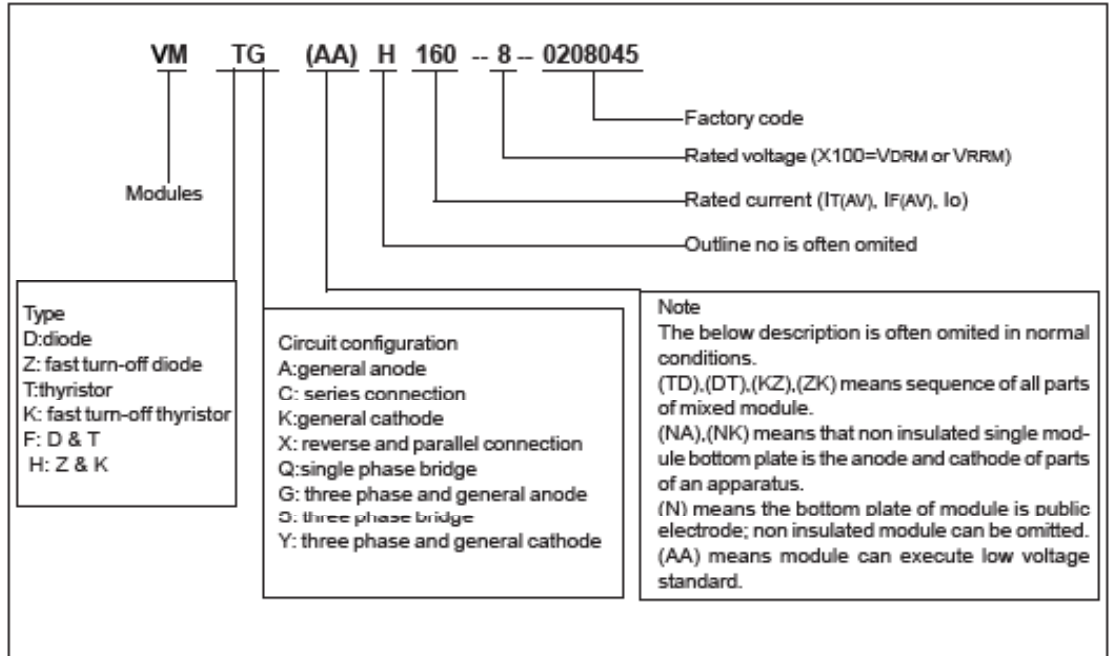 VM TG (AA) H 160 -- 8 -- 0208045
Factory code
Rated voltage (X100=VDRM or VRRM)
Modules
Rated current (IT(AV), IF(AV), Io)
Outline no is often omited
Type
D:diode
Z: fast turn-off diode
T:thyristor
K: fast turn-off thyristor
F: D & T
H: Z & K
Circuit configuration
A:general anode
C: series connection
K:general cathode
X: reverse and parallel connection
Q:single phase bridge
G: three phase and general anode
three phase bridge
Y: three phase and general cathode
Note
The below description is often omited in normal
conditions.
(TD),(DT),(KZ),(ZK) means sequence of all parts
of mixed module.
(NA),(NK) means that non insulated single mod-
ule bottom plate is the anode and cathode of parts
of an apparatus.
(N) means the bottom plate of module is public
electrode; non insulated module can be omitted.
(AA) means module can execute low voltage
standard.